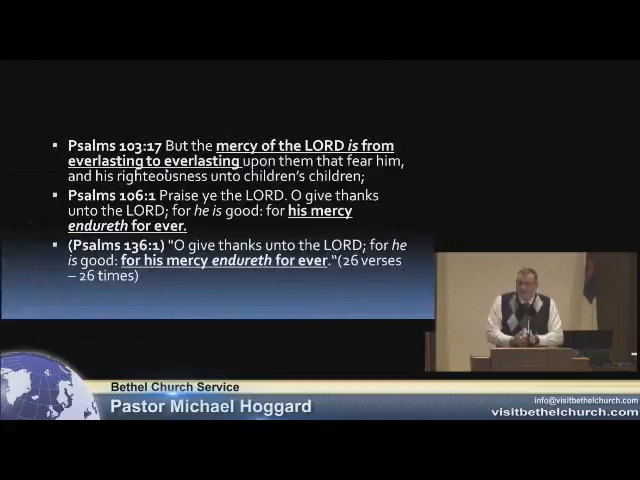 ▪ Psalms 103:17 But the mercy of the LORD is from
everlasting to everlasting upon them that fear him,
and his righteousness unto children's children;
▪ Psalms 106:1 Praise ye the LORD. O give thanks
unto the LORD; for he is good: for his mercy
endureth for ever.
▪ (Psalms 136:1) "O give thanks unto the LORD; for he
is good: for his mercy endureth for ever."(26 verses
– 26 times)
Bethel Church Service
Pastor Michael Hoggard
info@visitbethelchurch.com
visitbethelchurch.com